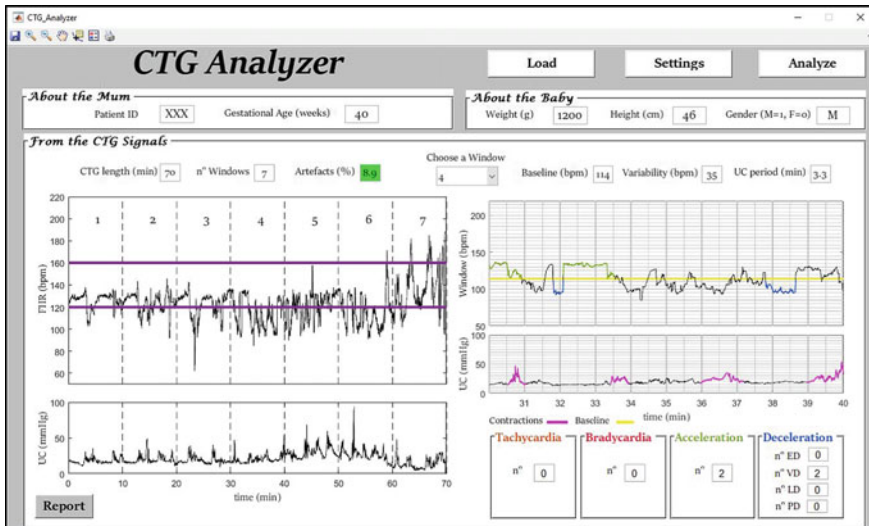 CTG_Analyzer
CTG Analyzer
Load Settings Analyze
About the Mum
Patient ID XXX Gestational Age (weeks) 40
About the Baby
Weight (g) 1200 Height (cm) 46 Gender (M=1, F=0) M
From the CTG Signals
CTG length (min) 70 n° Windows 7 Artefacts (%) 8.9
Choose a Window
4
Baseline (bpm) 114 Variability (bpm) 35 UC period (min) 3.3
FHR (bpm)
220
200
180
160
140
120
100
80
60
1 2 3 4 5 6 7
UC (mmHg)
100
50
0
0 10 20 30 40 50 60 70
time (min)
Report
Window (bpm)
200
150
100
50
UC (mmHg)
100
50
0
31 32 33 34 35 36 37 38 39 40
Contractions Baseline time (min)
Tachycardia
n° 0
Bradycardia
n° 0
Acceleration
n° 2
Deceleration
n° ED 0
n° VD 2
n° LD 0
n° PD 0